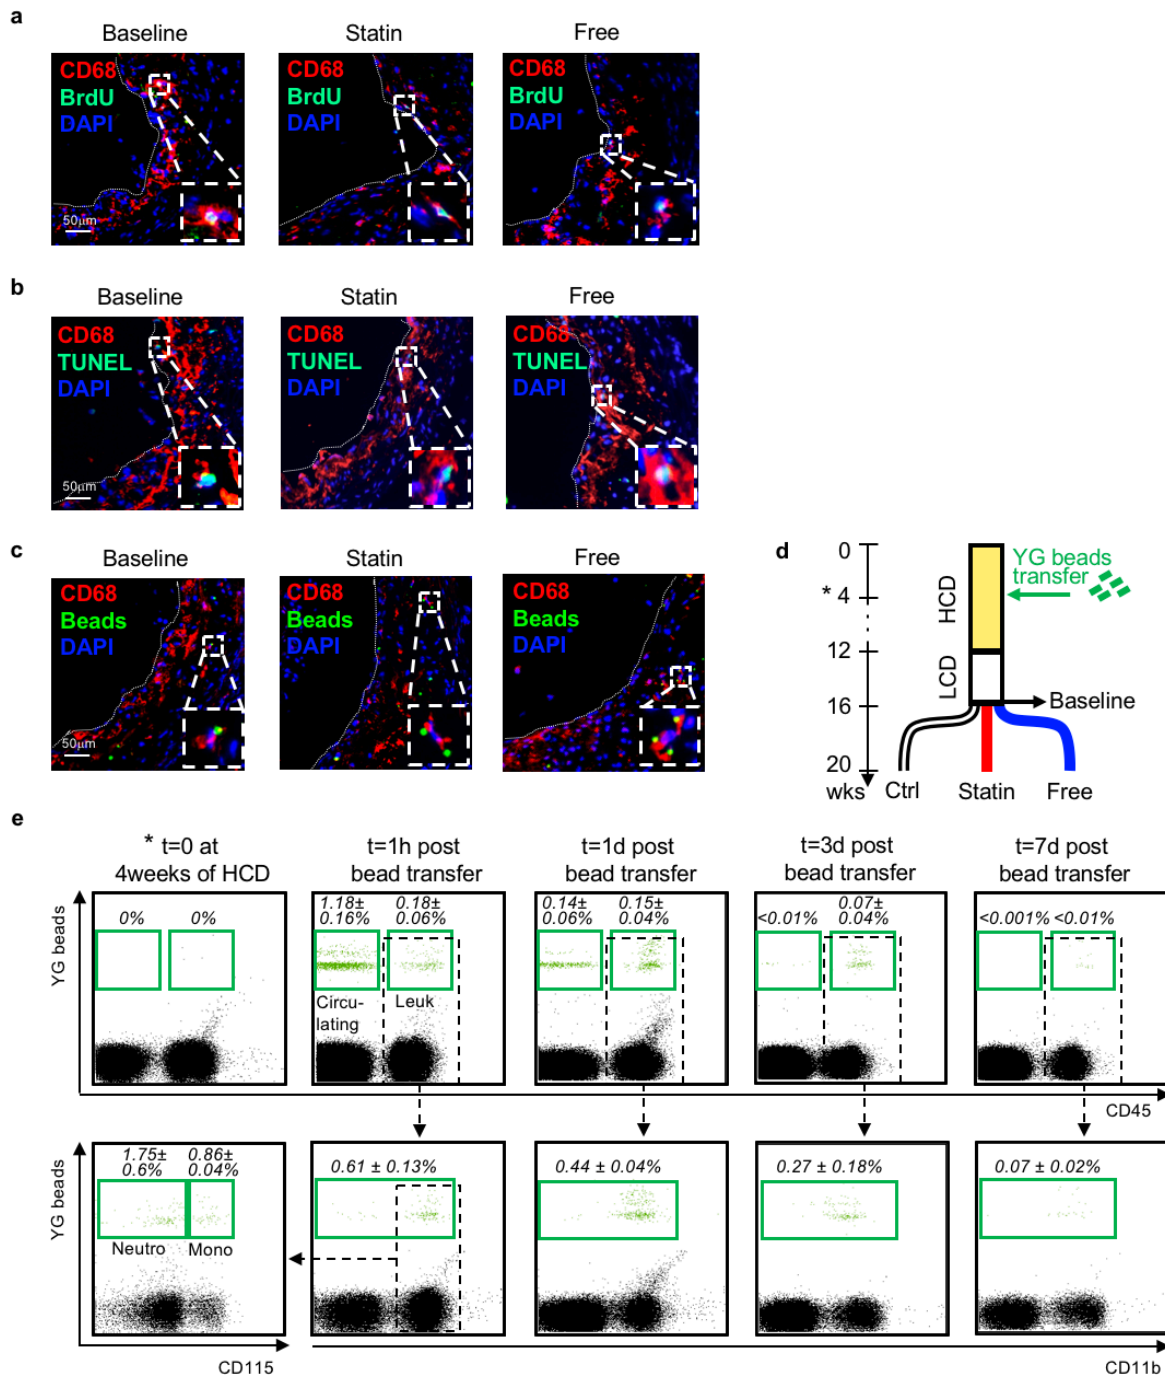 a
Baseline
Statin
Free
CD68
BrdU
DAPI
50μm
CD68
BrdU
DAPI
CD68
BrdU
DAPI
b
Baseline
Statin
Free
CD68
TUNEL
DAPI
50μm
CD68
TUNEL
DAPI
CD68
TUNEL
DAPI
c
Baseline
Statin
Free
CD68
Beads
DAPI
50μm
CD68
Beads
DAPI
CD68
Beads
DAPI
d
0
* 4
12
16
20
wks
HCD
LCD
YG beads
transfer
Baseline
Ctrl
Statin
Free
e
* t=0 at
4weeks of HCD
t=1h post
bead transfer
t=1d post
bead transfer
t=3d post
bead transfer
t=7d post
bead transfer
YG beads
0%
0%
1.18±
0.16%
0.18±
0.06%
Circu-
lating
Leuk
0.14±
0.06%
0.15±
0.04%
<0.01%
0.07±
0.04%
<0.001%
<0.01%
CD45
YG beads
1.75±
0.6%
0.86±
0.04%
Neutro
Mono
0.61 ± 0.13%
0.44 ± 0.04%
0.27 ± 0.18%
0.07 ± 0.02%
CD115
CD11b